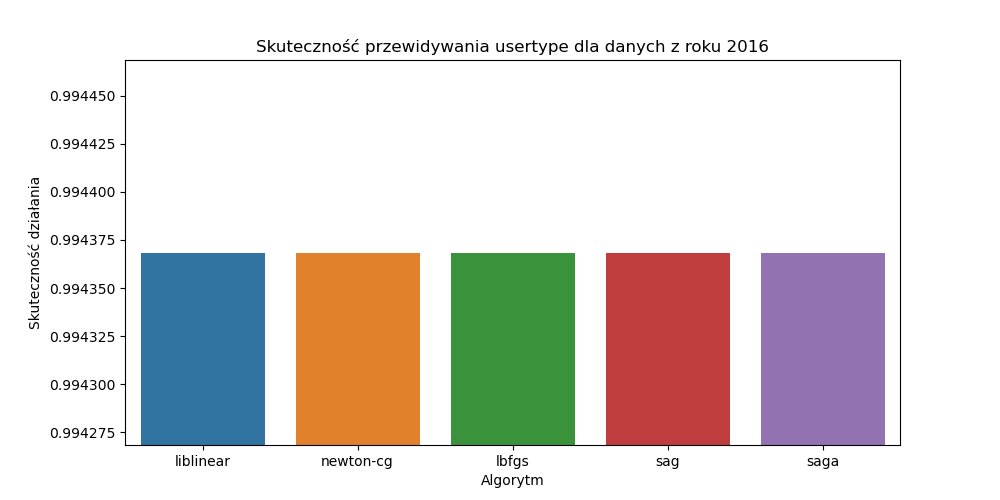 Skuteczność przewidywania usertype dla danych z roku 2016
Skuteczność działania
0.994450
0.994425
0.994400
0.994375
0.994350
0.994325
0.994300
0.994275
liblinear newton-cg lbfgs sag saga
Algorytm